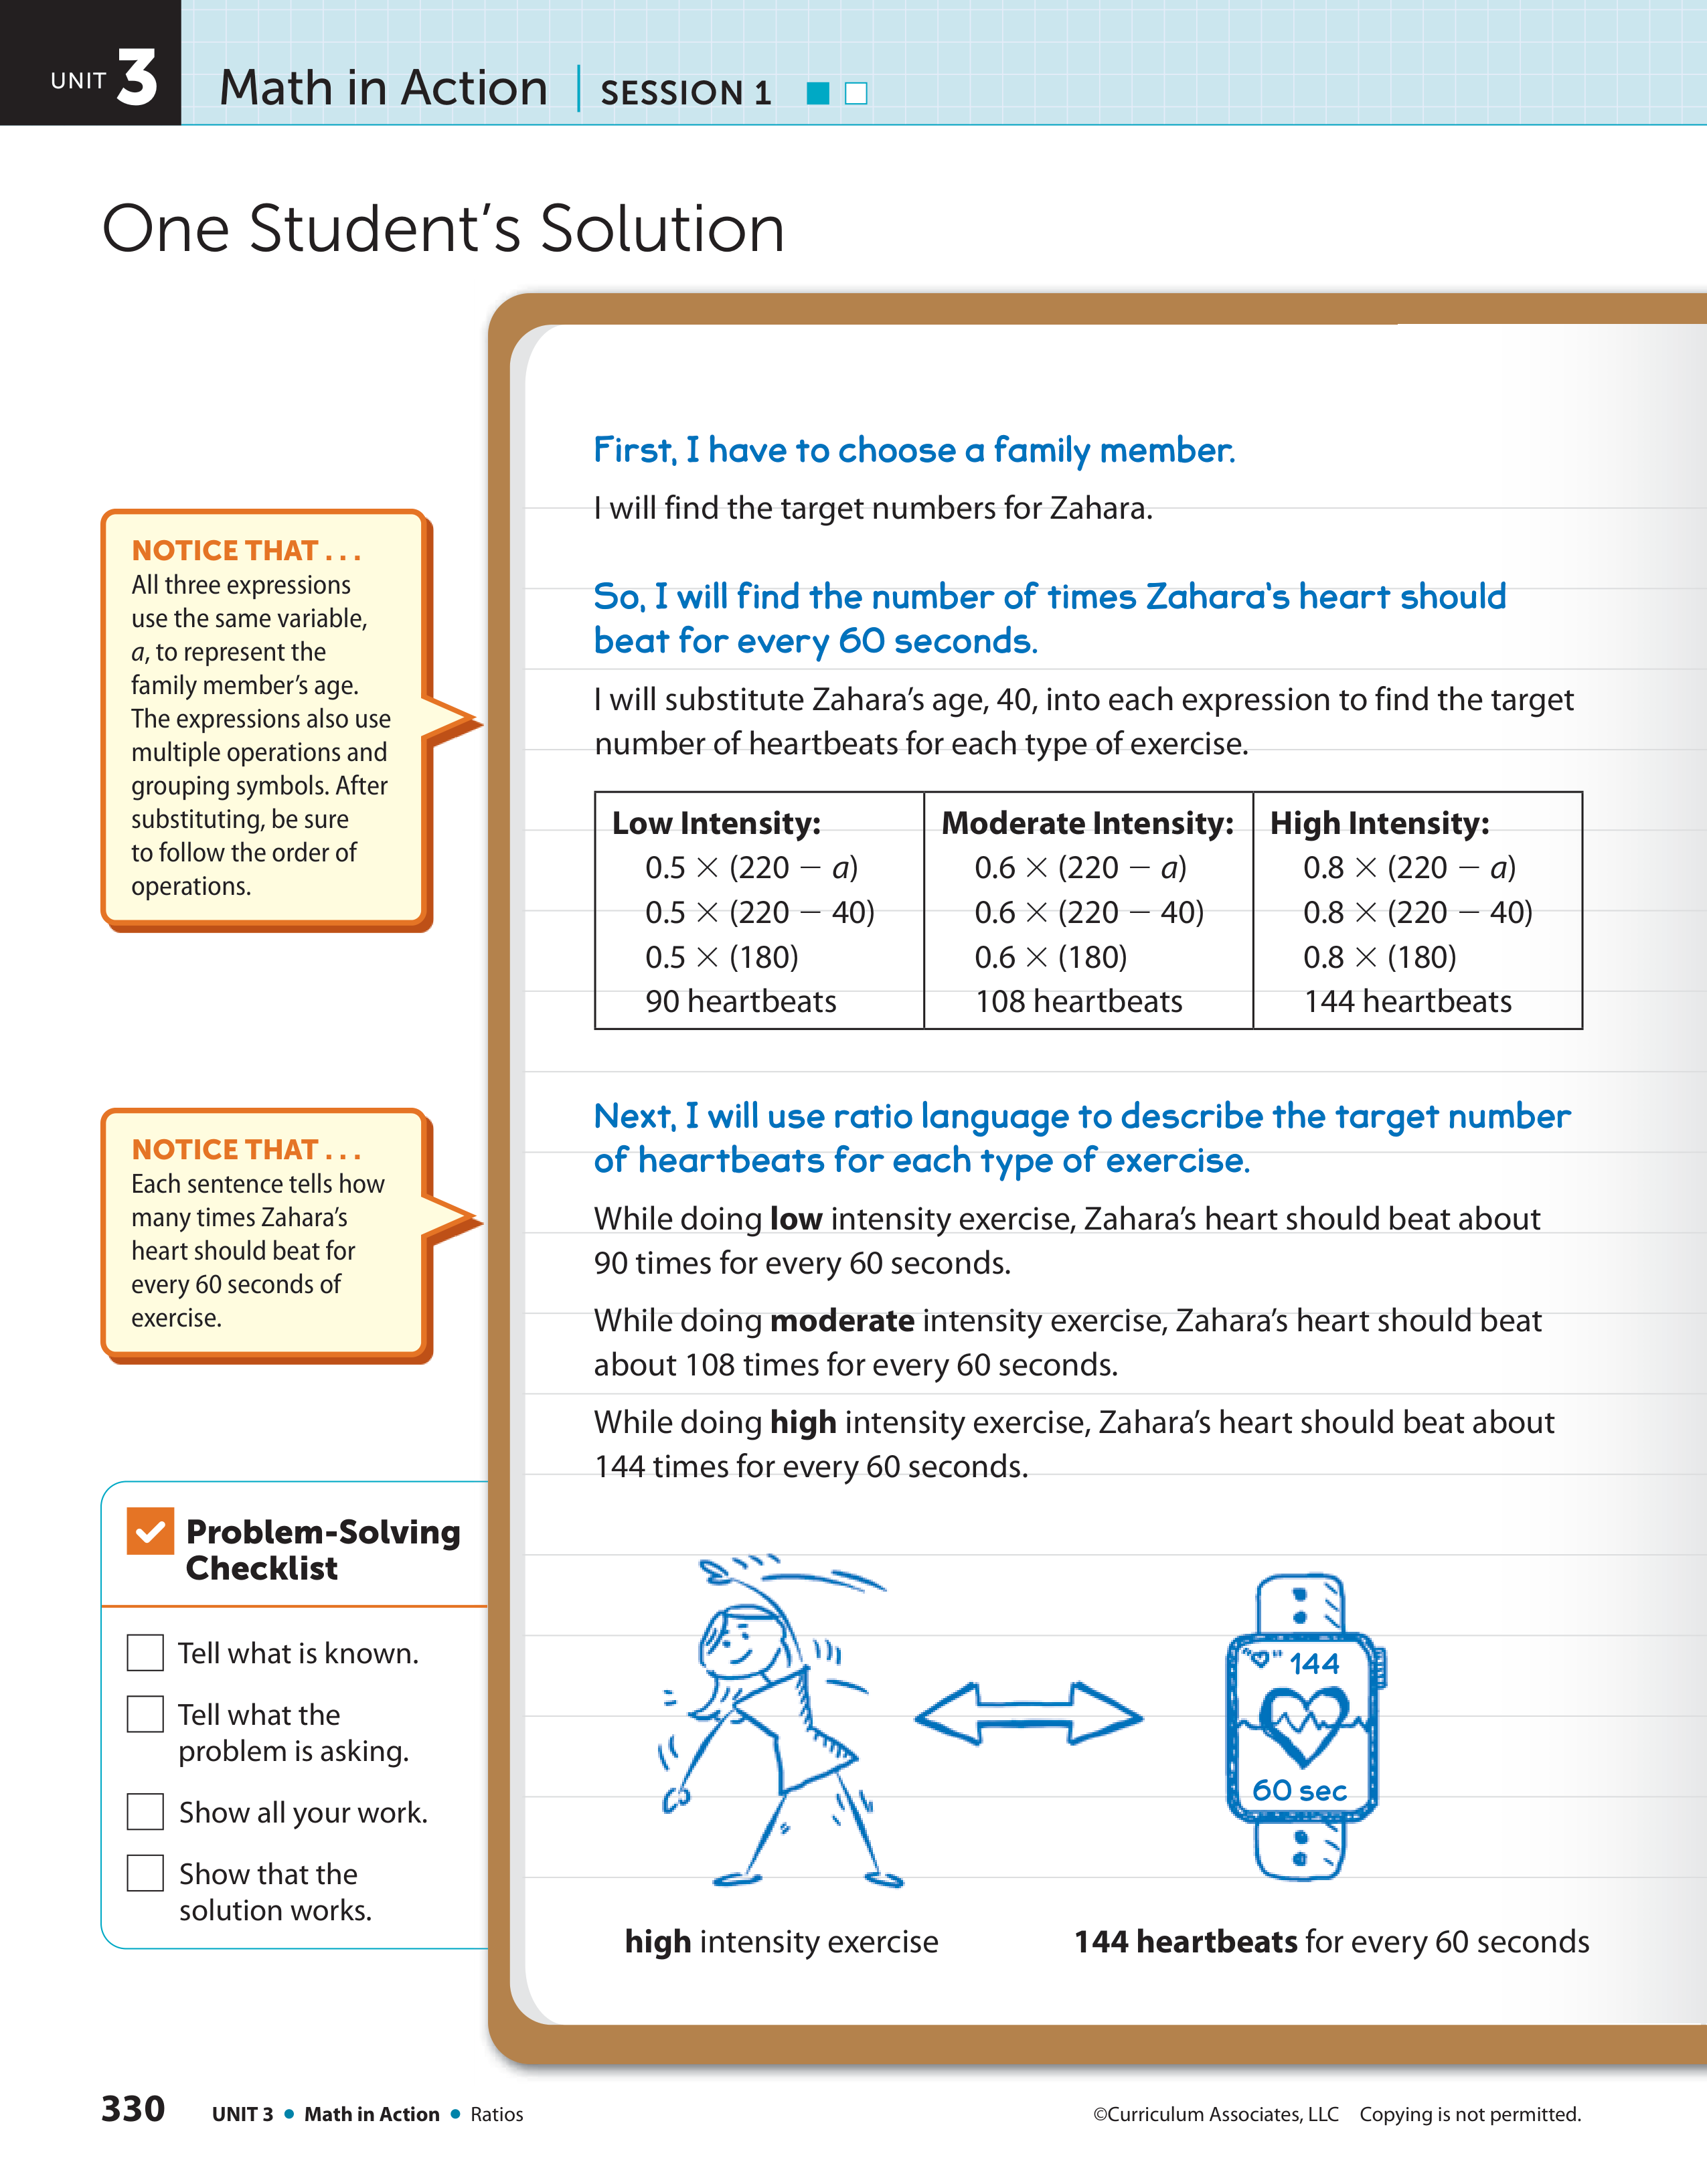 UNIT 3 Math in Action SESSION 1
One Student's Solution
First, I have to choose a family member.
I will find the target numbers for Zahara.
NOTICE THAT . . .
All three expressions
use the same variable,
a, to represent the
family member's age.
The expressions also use
multiple operations and
grouping symbols. After
substituting, be sure
to follow the order of
operations.
So, I will find the number of times Zahara's heart should
beat for every 60 seconds.
I will substitute Zahara's age, 40, into each expression to find the target
number of heartbeats for each type of exercise.
Low Intensity:
0.5 × (220 − a)
0.5 × (220 − 40)
0.5 × (180)
90 heartbeats
Moderate Intensity:
0.6 × (220 − a)
0.6 × (220 − 40)
0.6 × (180)
108 heartbeats
High Intensity:
0.8 × (220 − a)
0.8 × (220 − 40)
0.8 × (180)
144 heartbeats
NOTICE THAT . . .
Each sentence tells how
many times Zahara's
heart should beat for
every 60 seconds of
exercise.
Next, I will use ratio language to describe the target number
of heartbeats for each type of exercise.
While doing low intensity exercise, Zahara's heart should beat about
90 times for every 60 seconds.
While doing moderate intensity exercise, Zahara's heart should beat
about 108 times for every 60 seconds.
While doing high intensity exercise, Zahara's heart should beat about
144 times for every 60 seconds.
Problem-Solving
Checklist
Tell what is known.
Tell what the
problem is asking.
Show all your work.
Show that the
solution works.
144
60 sec
high intensity exercise
144 heartbeats for every 60 seconds
330 UNIT 3 • Math in Action • Ratios
©Curriculum Associates, LLC Copying is not permitted.